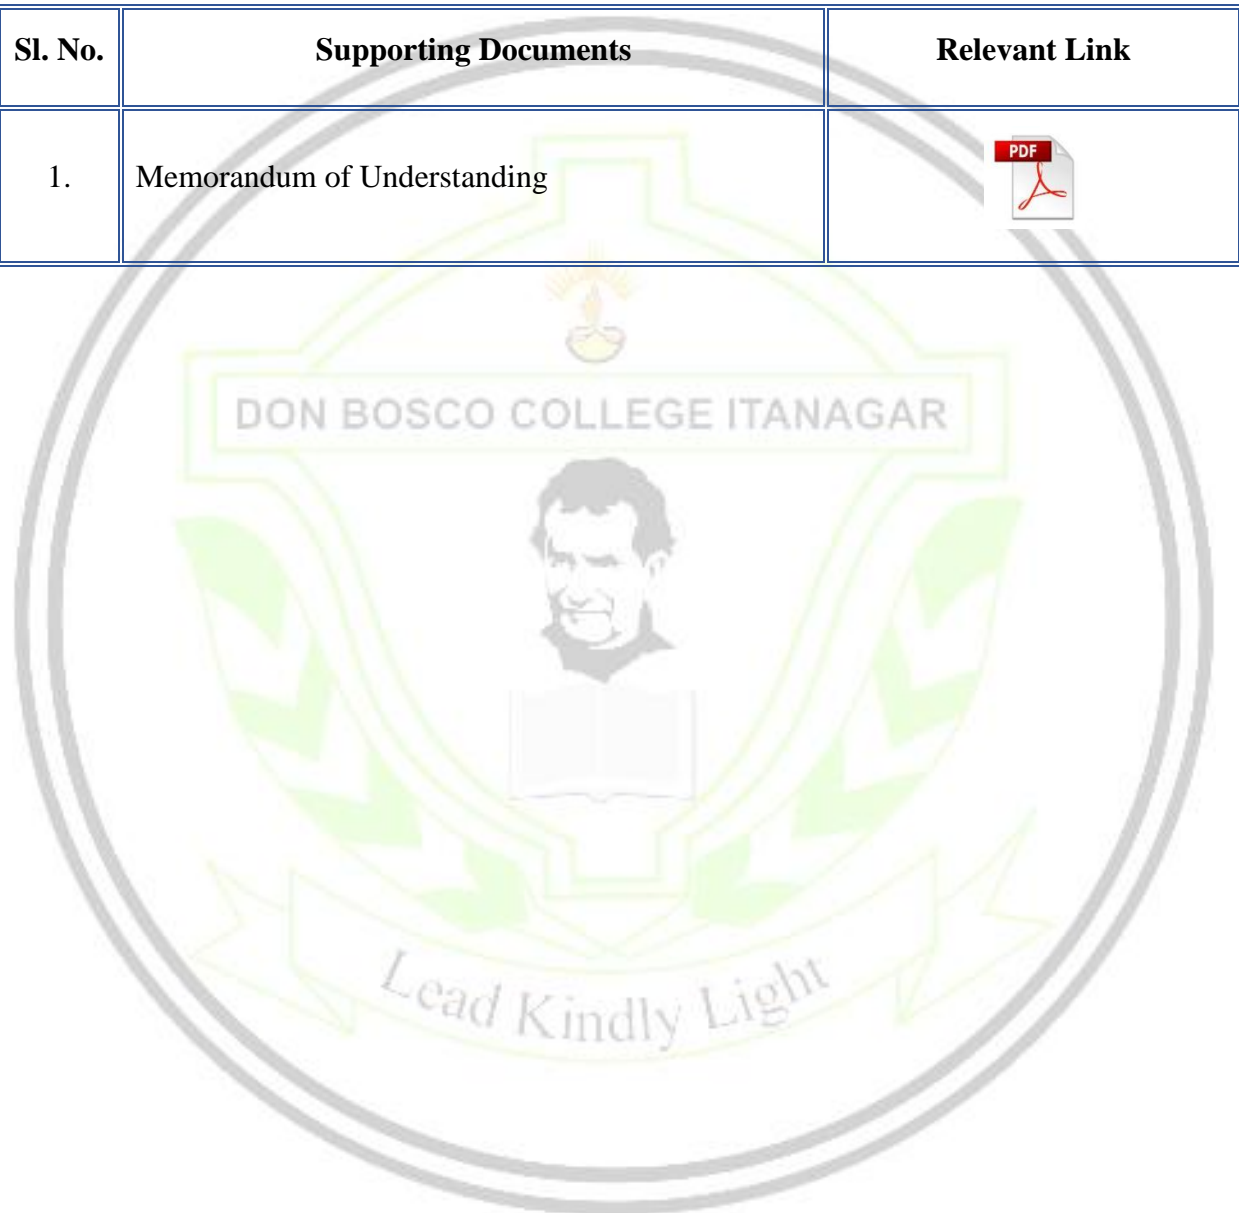 Sl. No. Supporting Documents Relevant Link
1. Memorandum of Understanding PDF
DON BOSCO COLLEGE ITANAGAR
Lead Kindly Light